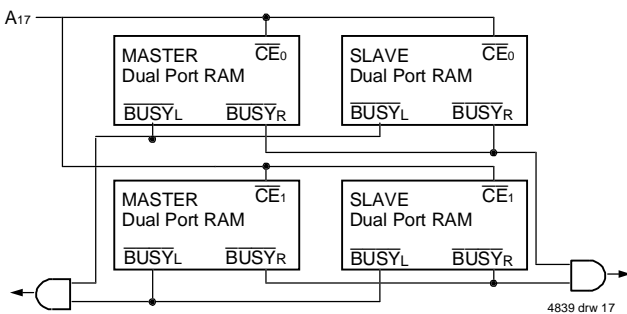 A17
MASTER CE0
Dual Port RAM
BUSYL BUSYR
SLAVE CE0
Dual Port RAM
BUSYL BUSYR
MASTER CE1
Dual Port RAM
BUSYL BUSYR
SLAVE CE1
Dual Port RAM
BUSYL BUSYR
4839 drw 17